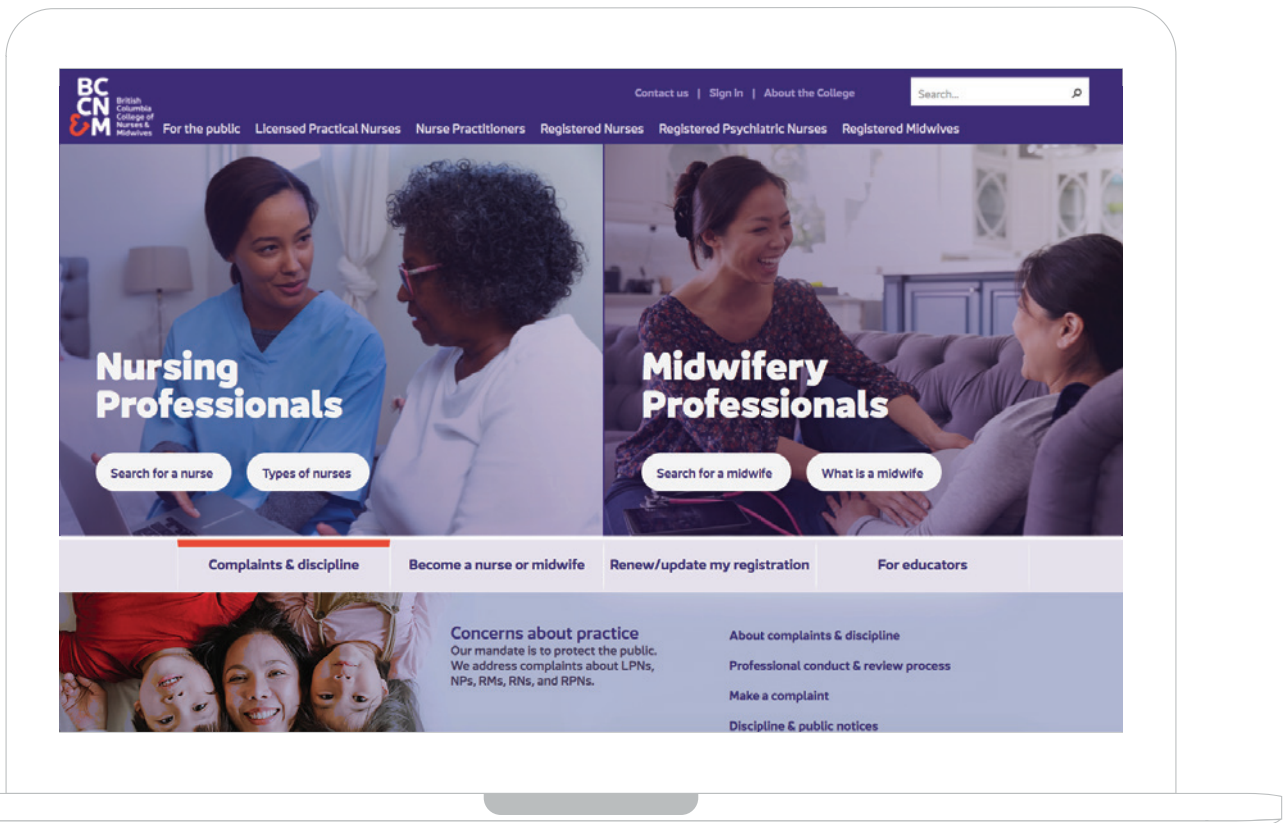 BC
CN
&M
British
Columbia
College of
Nurses &
Midwives
Contact us | Sign In | About the College
Search...
For the public Licensed Practical Nurses Nurse Practitioners Registered Nurses Registered Psychiatric Nurses Registered Midwives
Nursing
Professionals
Search for a nurse Types of nurses
Midwifery
Professionals
Search for a midwife What is a midwife
Complaints & discipline Become a nurse or midwife Renew/update my registration For educators
Concerns about practice
Our mandate is to protect the public.
We address complaints about LPNs,
NPs, RMs, RNs, and RPNs.
About complaints & discipline
Professional conduct & review process
Make a complaint
Discipline & public notices